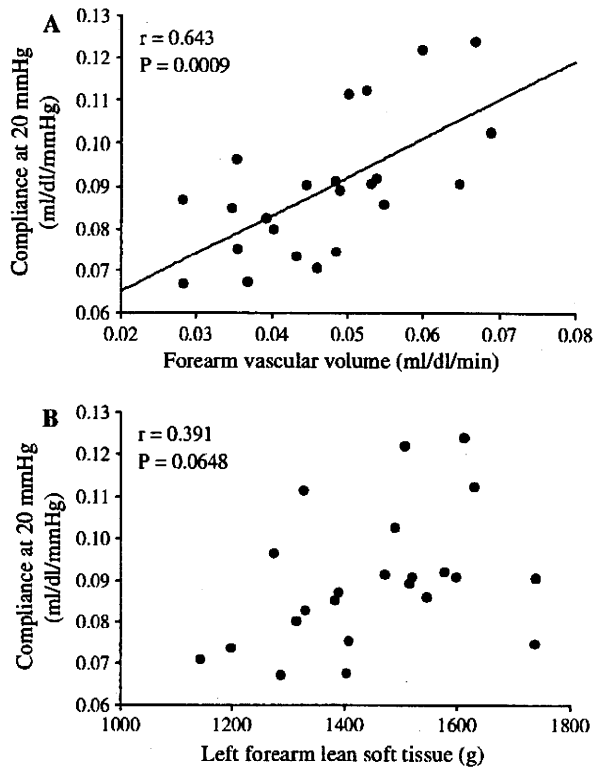 A
r = 0.643
P = 0.0009
Compliance at 20 mmHg
(ml/dl/mmHg)
0.13
0.12
0.11
0.10
0.09
0.08
0.07
0.06
0.02 0.03 0.04 0.05 0.06 0.07 0.08
Forearm vascular volume (ml/dl/min)
B
r = 0.391
P = 0.0648
Compliance at 20 mmHg
(ml/dl/mmHg)
0.13
0.12
0.11
0.10
0.09
0.08
0.07
0.06
1000 1200 1400 1600 1800
Left forearm lean soft tissue (g)